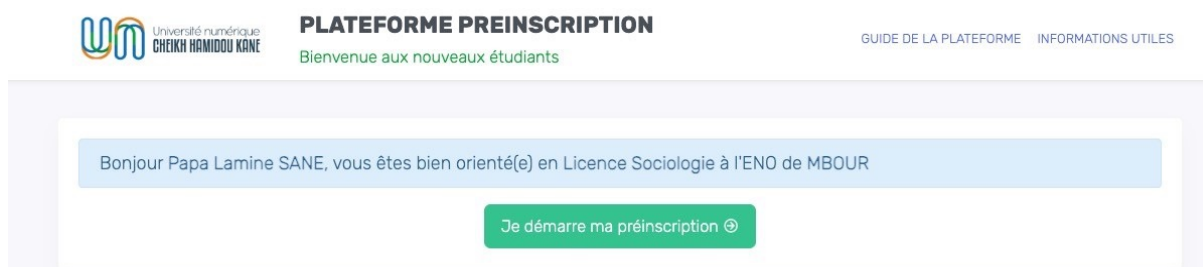 Université numérique
CHEIKH HAMIDOU KANE
PLATEFORME PREINSCRIPTION
Bienvenue aux nouveaux étudiants
GUIDE DE LA PLATEFORME INFORMATIONS UTILES
Bonjour Papa Lamine SANE, vous êtes bien orienté(e) en Licence Sociologie à l'ENO de MBOUR
Je démarre ma préinscription